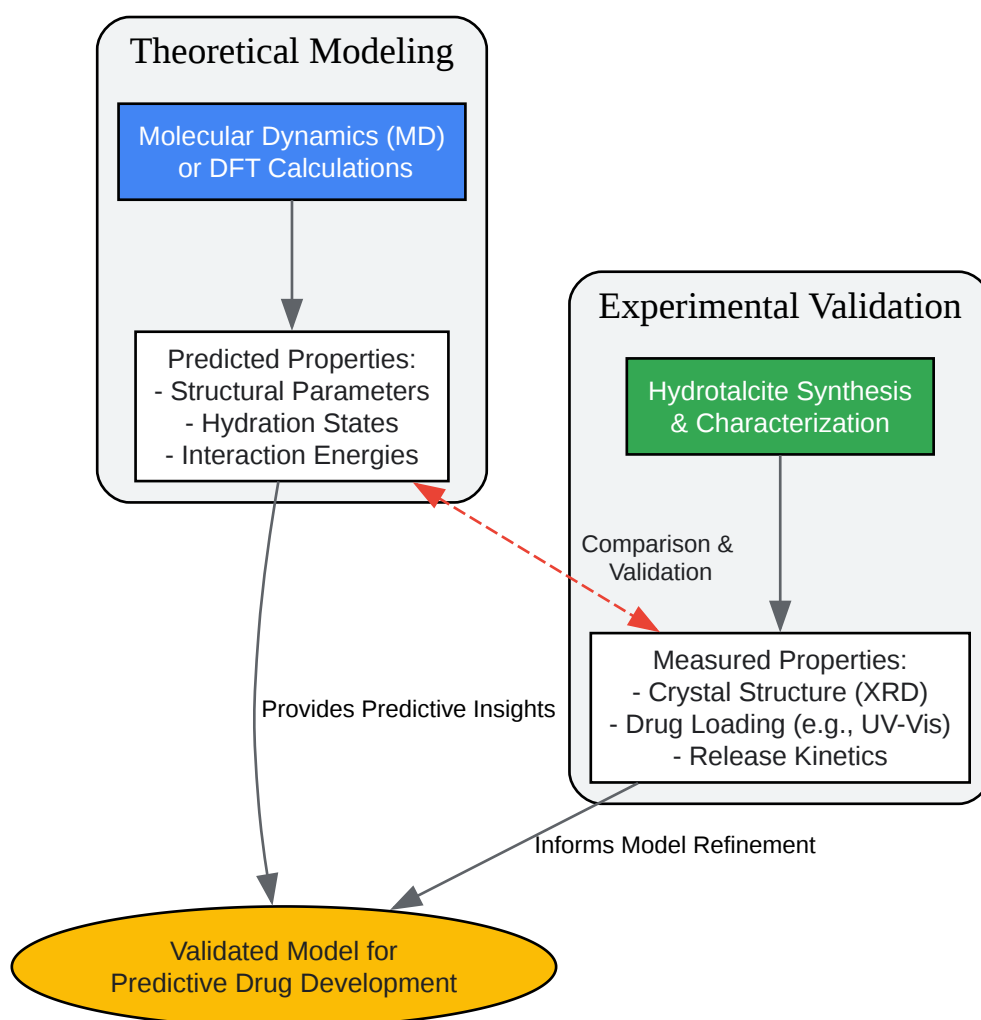 Theoretical Modeling
Molecular Dynamics (MD)
or DFT Calculations
Predicted Properties:
- Structural Parameters
- Hydration States
- Interaction Energies
Experimental Validation
Hydrotalcite Synthesis
& Characterization
Comparison &
Validation
Measured Properties:
- Crystal Structure (XRD)
- Drug Loading (e.g., UV-Vis)
- Release Kinetics
Provides Predictive Insights
Informs Model Refinement
Validated Model for
Predictive Drug Development